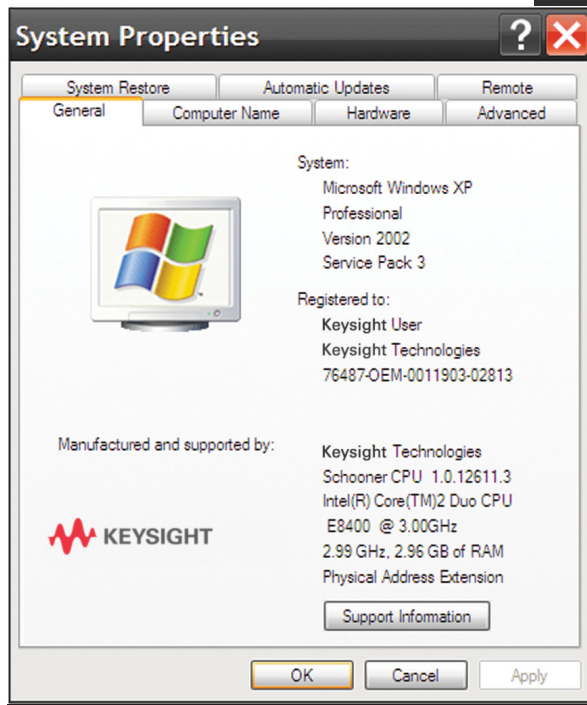 System Properties
System Restore
Automatic Updates
Remote
General
Computer Name
Hardware
Advanced
System:
Microsoft Windows XP
Professional
Version 2002
Service Pack 3
Registered to:
Keysight User
Keysight Technologies
76487-OEM-0011903-02813
Manufactured and supported by:
Keysight Technologies
Schooner CPU 1.0.12611.3
Intel(R) Core(TM)2 Duo CPU
E8400 @ 3.00GHz
2.99 GHz, 2.96 GB of RAM
Physical Address Extension
KEYSIGHT
Support Information
OK
Cancel
Apply